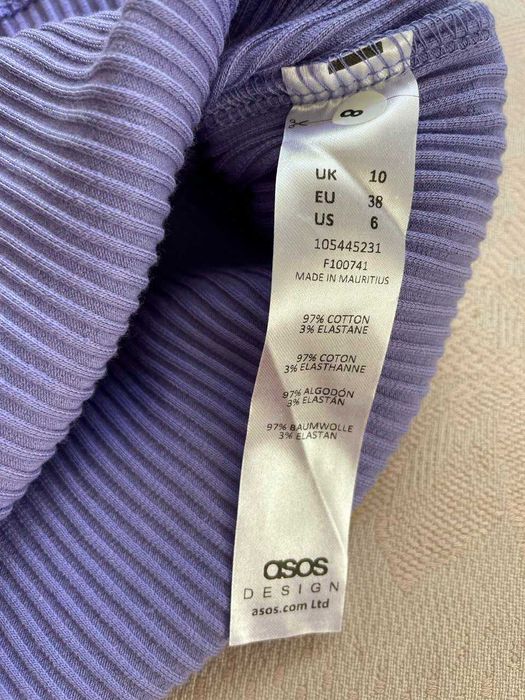 8
UK 10
EU 38
US 6
105445231
F100741
MADE IN MAURITIUS
97% COTTON
3% ELASTANE
97% COTON
3% ELASTHANNE
97% ALGODÓN
3% ELASTÁN
97% BAUMWOLLE
3% ELASTAN
asos
DESIGN
asos.com Ltd